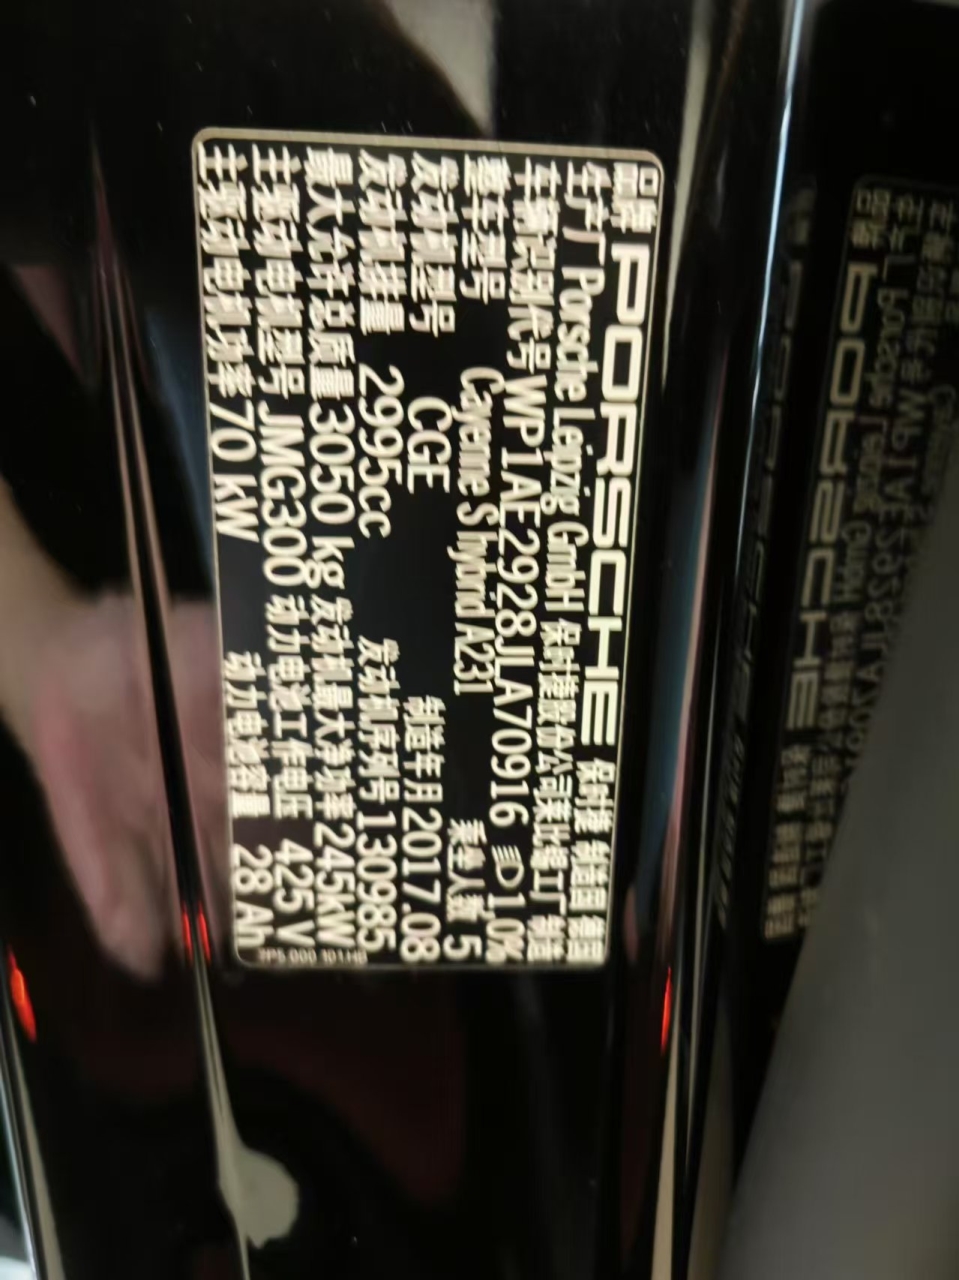 品牌 PORSCHE 保时捷 制造国 德国
生产厂 Porsche Leipzig GmbH 保时捷股份公司莱比锡工厂 制造
车辆识别代号 WP1AE2928JLA70916 1.0%
整车型号 Cayenne S hybrid A231 乘坐人数 5
发动机型号 CGE 制造年月 2017.08
发动机排量 2995cc 发动机序列号 130985
最大允许总质量 3050 kg 发动机最大净功率 245kW
主驱动电机型号 JMG300 动力电池工作电压 425 V
主驱动电机功率 70 kW 动力电池容量 28 Ah